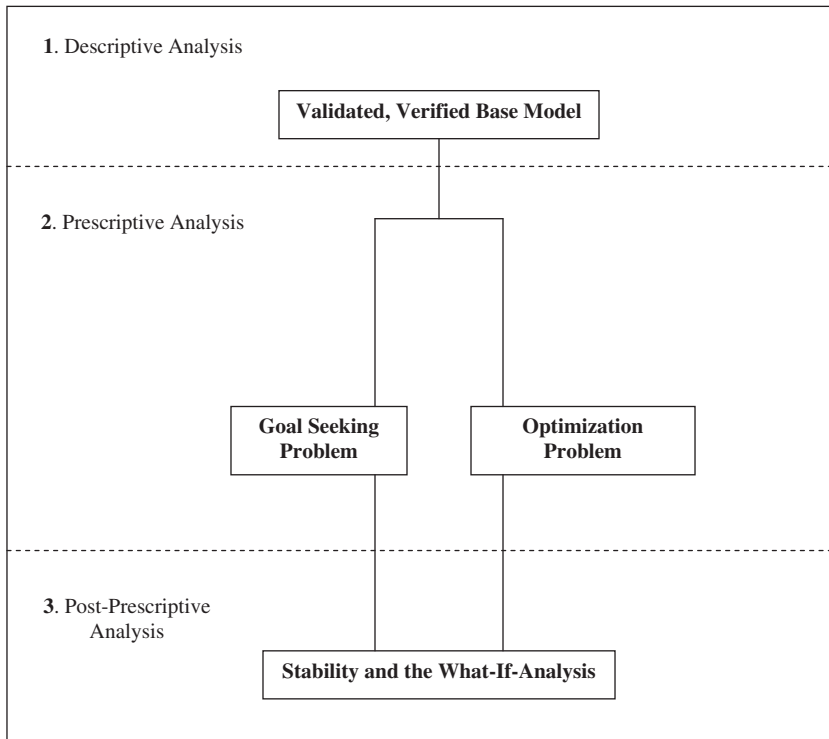 1. Descriptive Analysis
Validated, Verified Base Model
2. Prescriptive Analysis
Goal Seeking
Problem
Optimization
Problem
3. Post-Prescriptive
Analysis
Stability and the What-If-Analysis